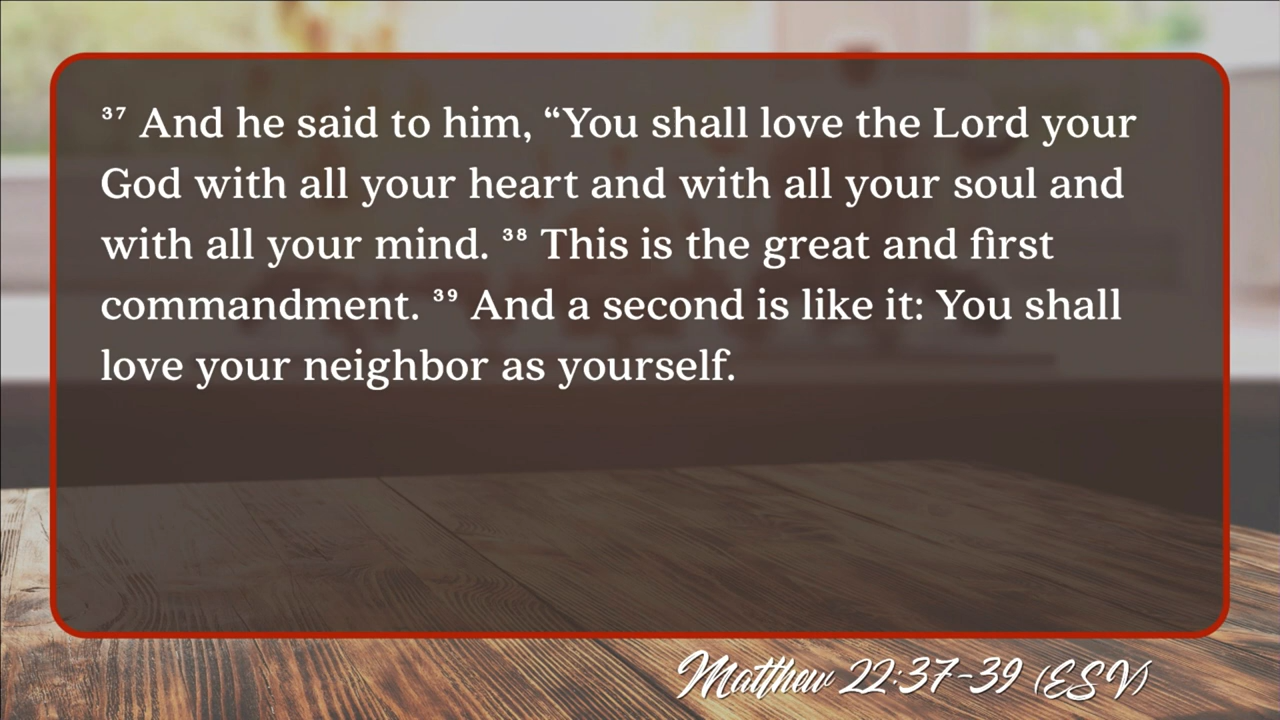 ³⁷ And he said to him, “You shall love the Lord your
God with all your heart and with all your soul and
with all your mind. ³⁸ This is the great and first
commandment. ³⁹ And a second is like it: You shall
love your neighbor as yourself.
Matthew 22:37-39 (ESV)